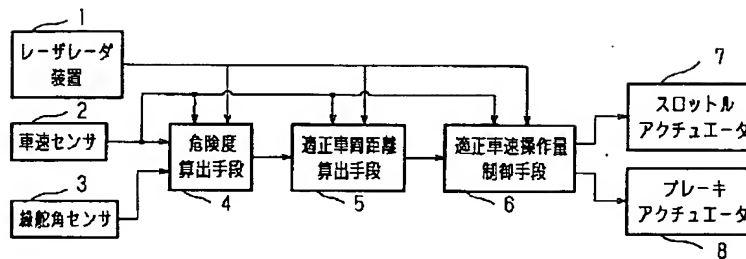 1
レーザレーダ
装置
2
車速センサ
3
操舵角センサ
危険度
算出手段
4
適正車間距離
算出手段
5
適正車速操作量
制御手段
6
7
スロットル
アクチュエータ
ブレーキ
アクチュエータ
8